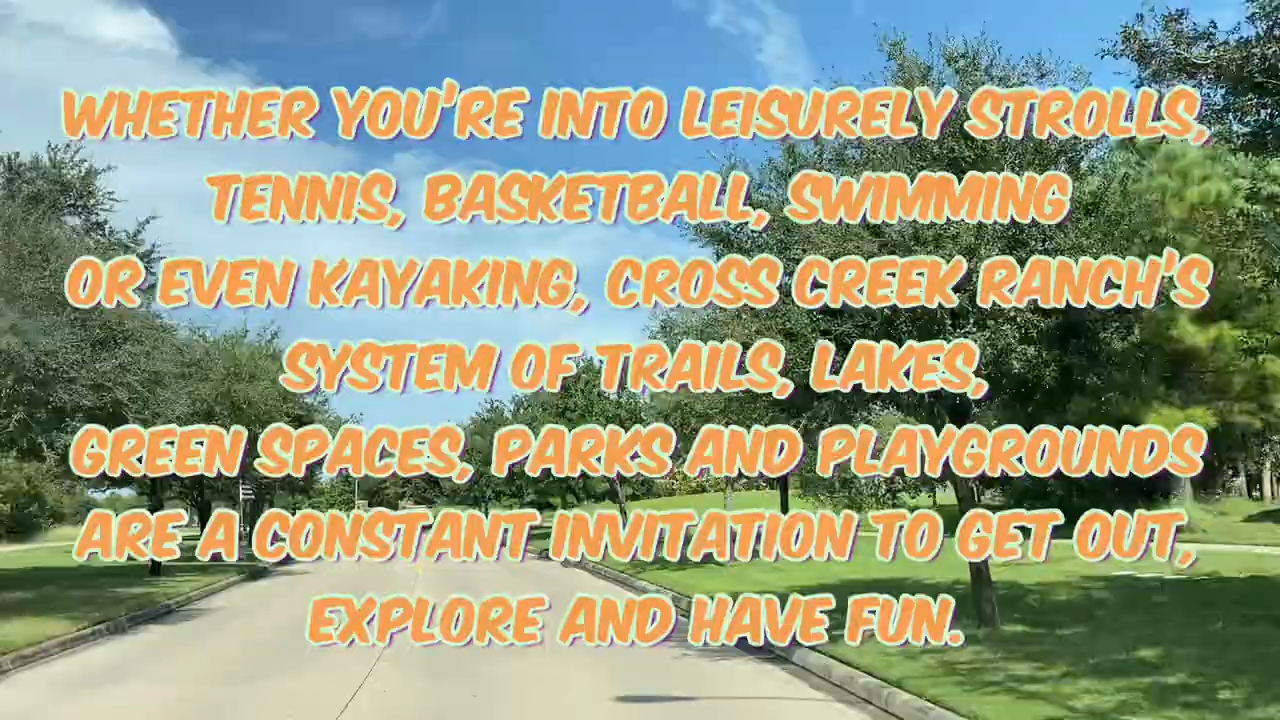 WHETHER YOU'RE INTO LEISURELY STROLLS,
TENNIS, BASKETBALL, SWIMMING
OR EVEN KAYAKING, CROSS CREEK RANCH'S
SYSTEM OF TRAILS, LAKES,
GREEN SPACES, PARKS AND PLAYGROUNDS
ARE A CONSTANT INVITATION TO GET OUT,
EXPLORE AND HAVE FUN.